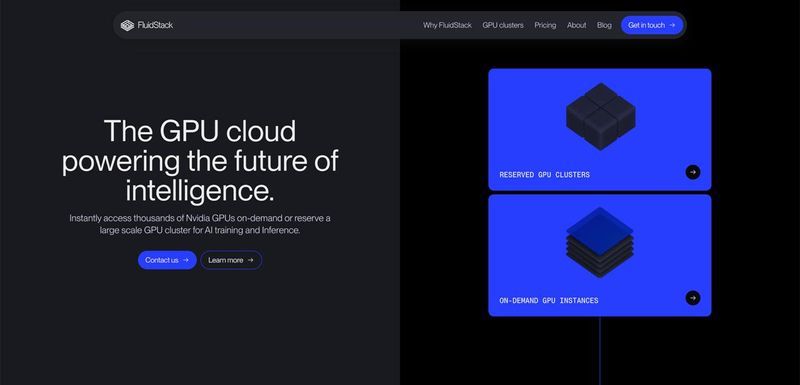 FluidStack
Why FluidStack
GPU clusters
Pricing
About
Blog
Get in touch
The GPU cloud
powering the future of
intelligence.
Instantly access thousands of Nvidia GPUs on-demand or reserve a
large scale GPU cluster for AI training and Inference.
Contact us
Learn more
RESERVED GPU CLUSTERS
ON-DEMAND GPU INSTANCES